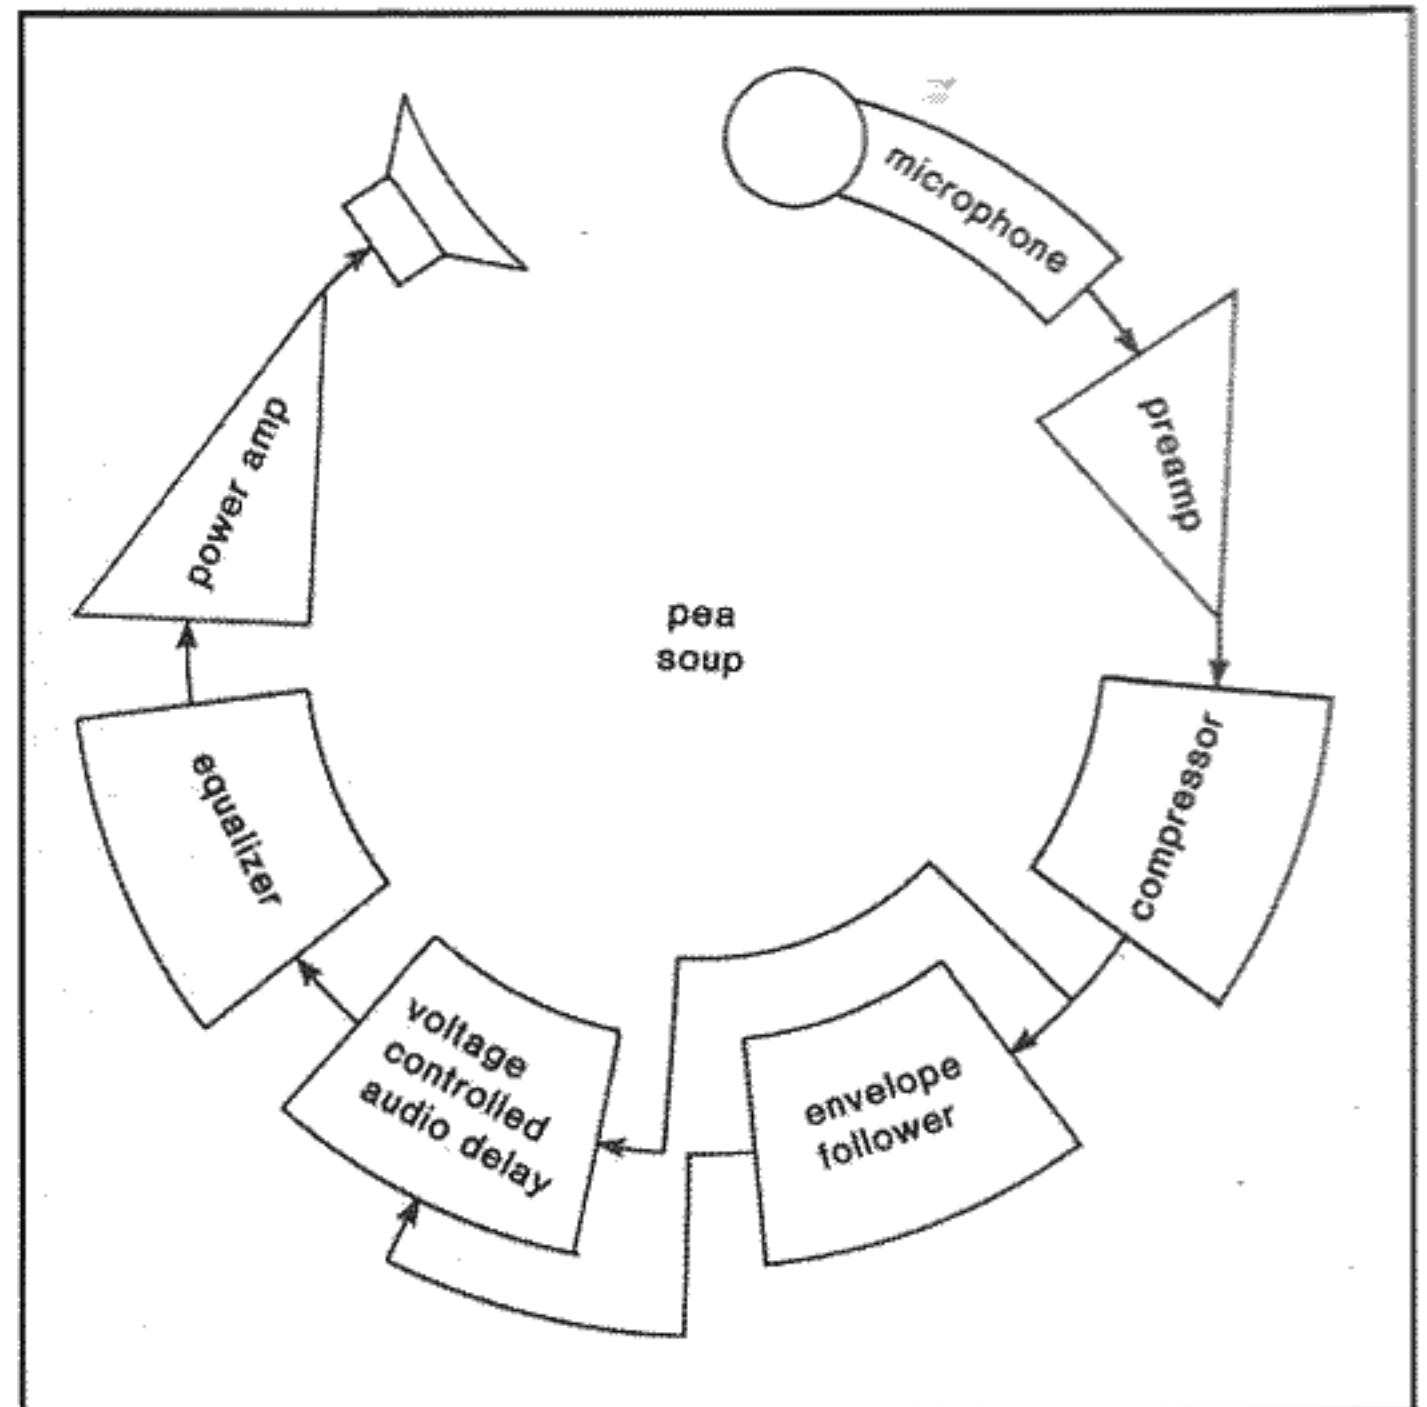 microphone
preamp
pea
soup
compressor
envelope
follower
voltage
controlled
audio delay
equalizer
power amp